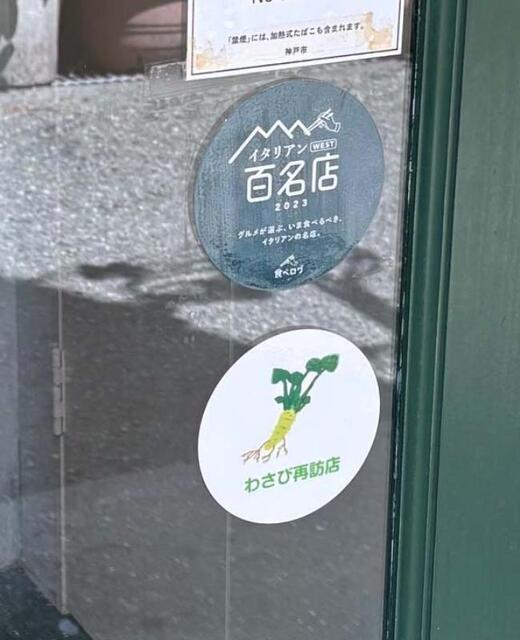 「禁煙」には、加熱式たばこも含まれます。
神戸市
イタリアン WEST
百名店
2023
グルメが選ぶ、いま食べるべき、
イタリアンの名店。
食べログ
わさび再訪店